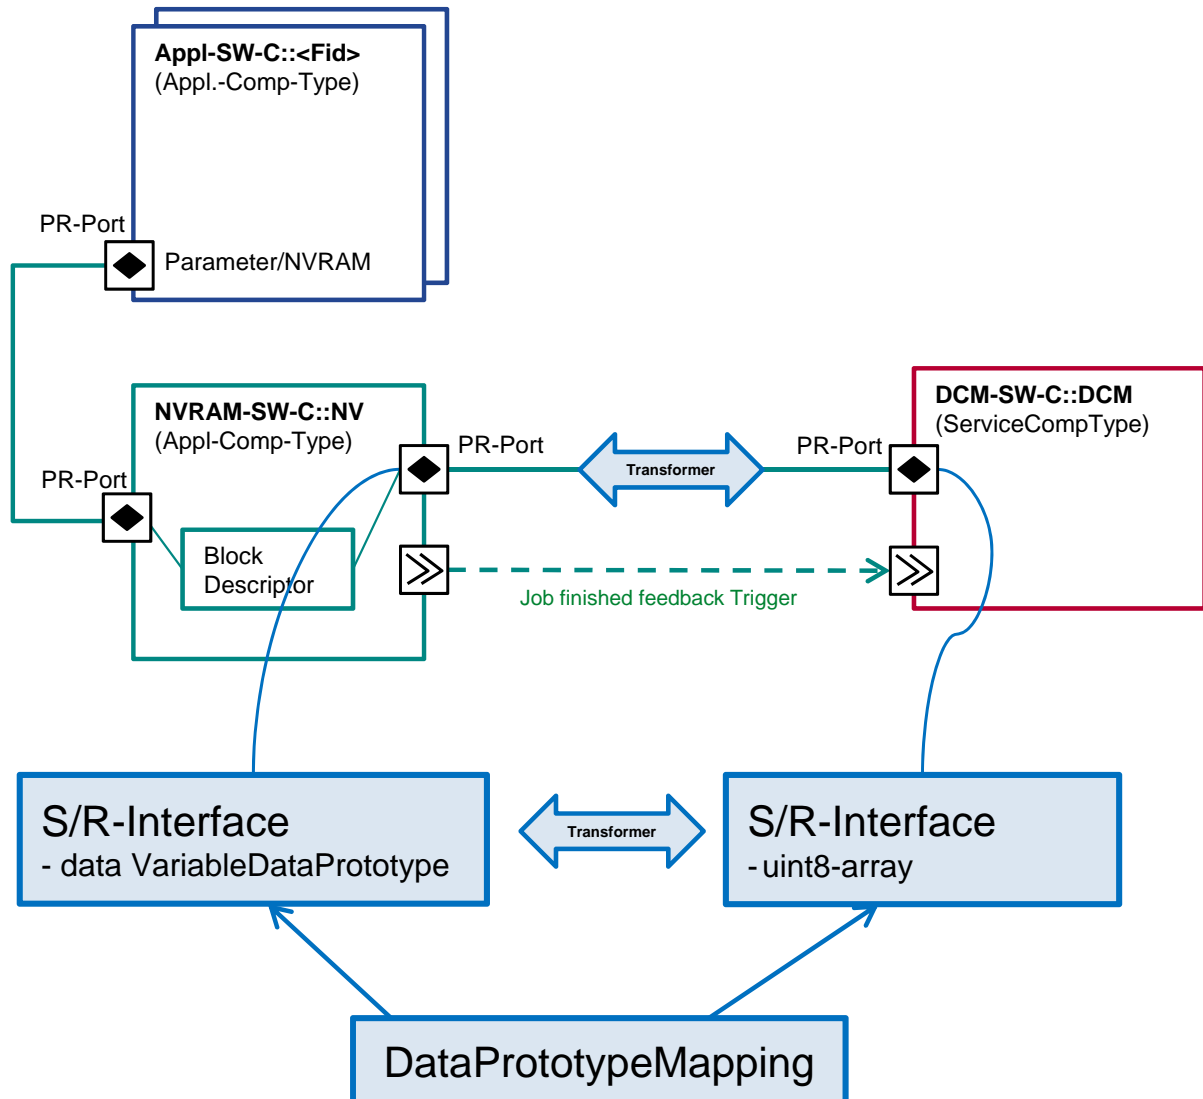 Appl-SW-C::<Fid>
(Appl.-Comp-Type)
PR-Port
Parameter/NVRAM
NVRAM-SW-C::NV
(Appl-Comp-Type)
PR-Port
PR-Port
Block
Descriptor
Transformer
PR-Port
DCM-SW-C::DCM
(ServiceCompType)
Job finished feedback Trigger
S/R-Interface
- data VariableDataPrototype
Transformer
S/R-Interface
- uint8-array
DataPrototypeMapping